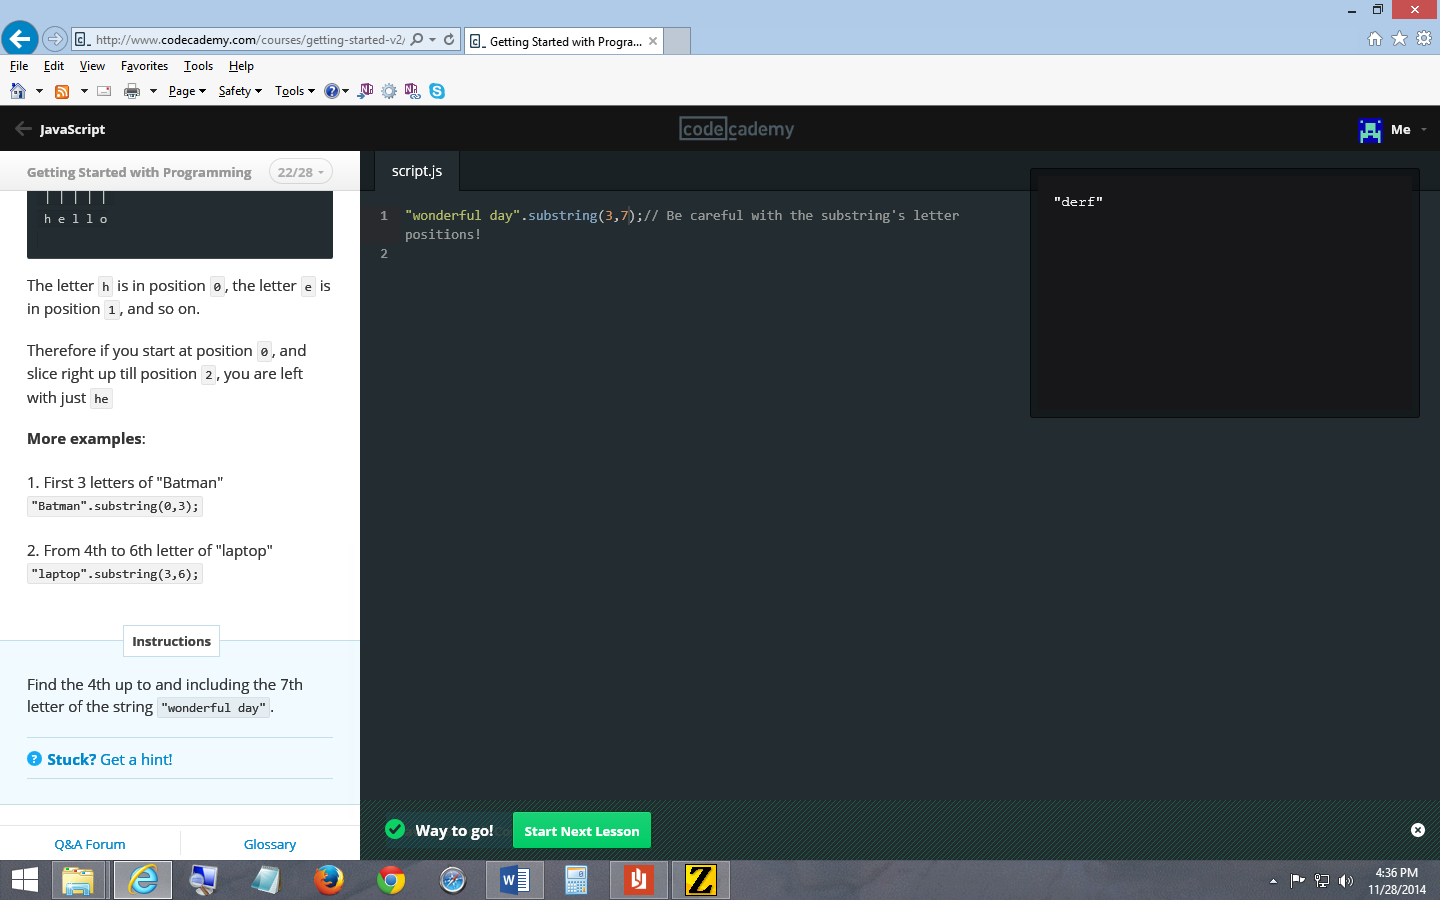 http://www.codecademy.com/courses/getting-started-v2/
Getting Started with Progra...
File Edit View Favorites Tools Help
Page Safety Tools
JavaScript
codecademy
Me
Getting Started with Programming 22/28
script.js
| | | | |
h e l l o
1 "wonderful day".substring(3,7);// Be careful with the substring's letter
positions!
2
"derf"
The letter h is in position 0, the letter e is
in position 1, and so on.
Therefore if you start at position 0, and
slice right up till position 2, you are left
with just he
More examples:
1. First 3 letters of "Batman"
"Batman".substring(0,3);
2. From 4th to 6th letter of "laptop"
"laptop".substring(3,6);
Instructions
Find the 4th up to and including the 7th
letter of the string "wonderful day".
Stuck? Get a hint!
Way to go! Start Next Lesson
Q&A Forum Glossary
4:36 PM
11/28/2014